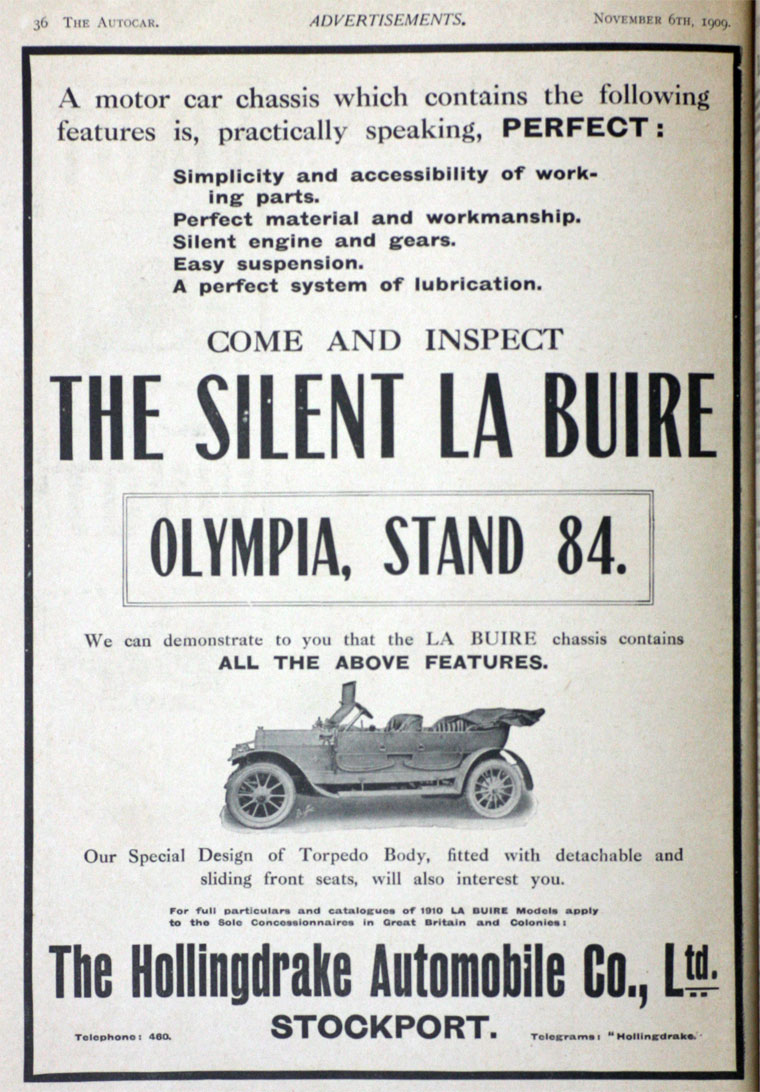 36 THE AUTOCAR. ADVERTISEMENTS. NOVEMBER 6TH, 1909.
A motor car chassis which contains the following
features is, practically speaking, PERFECT:
Simplicity and accessibility of work-
ing parts.
Perfect material and workmanship.
Silent engine and gears.
Easy suspension.
A perfect system of lubrication.
COME AND INSPECT
THE SILENT LA BUIRE
OLYMPIA, STAND 84.
We can demonstrate to you that the LA BUIRE chassis contains
ALL THE ABOVE FEATURES.
Our Special Design of Torpedo Body, fitted with detachable and
sliding front seats, will also interest you.
For full particulars and catalogues of 1910 LA BUIRE Models apply
to the Sole Concessionnaires in Great Britain and Colonies:
The Hollingdrake Automobile Co., Ltd.
STOCKPORT.
Telephone: 460. Telegrams: "Hollingdrake."